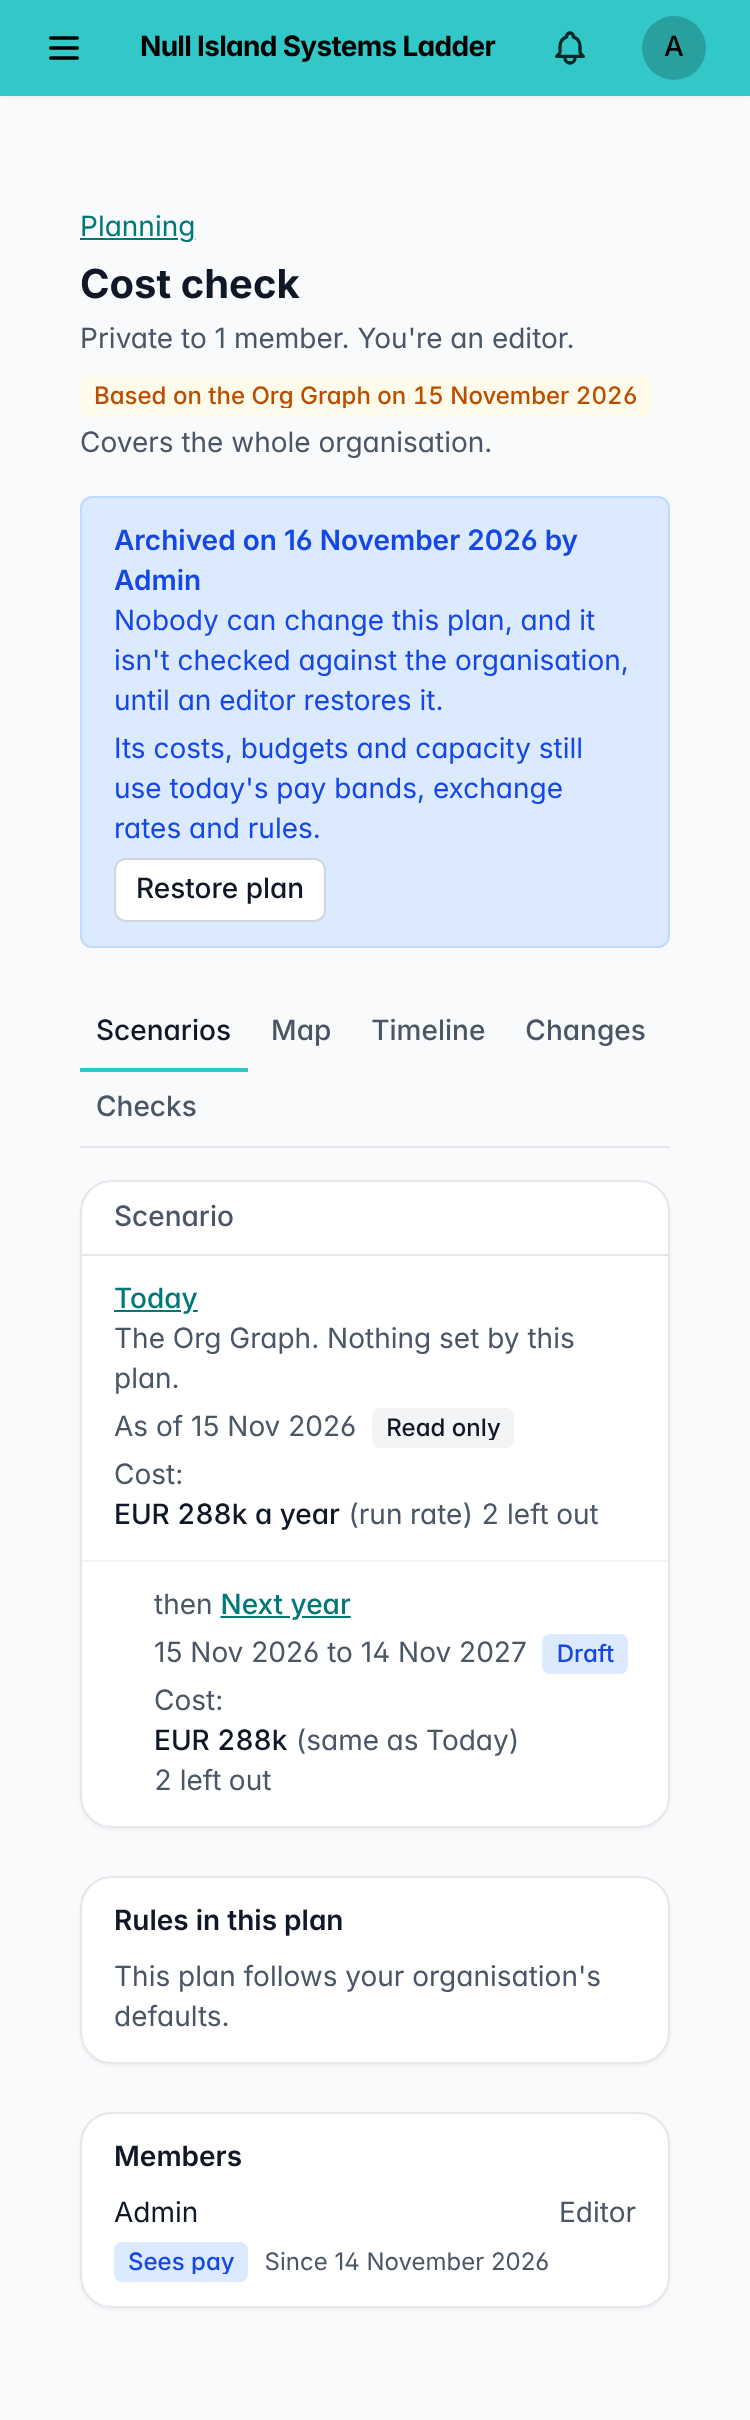 Null Island Systems Ladder
A
Planning
Cost check
Private to 1 member. You're an editor.
Based on the Org Graph on 15 November 2026
Covers the whole organisation.
Archived on 16 November 2026 by
Admin
Nobody can change this plan, and it
isn't checked against the organisation,
until an editor restores it.
Its costs, budgets and capacity still
use today's pay bands, exchange
rates and rules.
Restore plan
Scenarios Map Timeline Changes
Checks
Scenario
Today
The Org Graph. Nothing set by this
plan.
As of 15 Nov 2026 Read only
Cost:
EUR 288k a year (run rate) 2 left out
then Next year
15 Nov 2026 to 14 Nov 2027 Draft
Cost:
EUR 288k (same as Today)
2 left out
Rules in this plan
This plan follows your organisation's
defaults.
Members
Admin Editor
Sees pay Since 14 November 2026